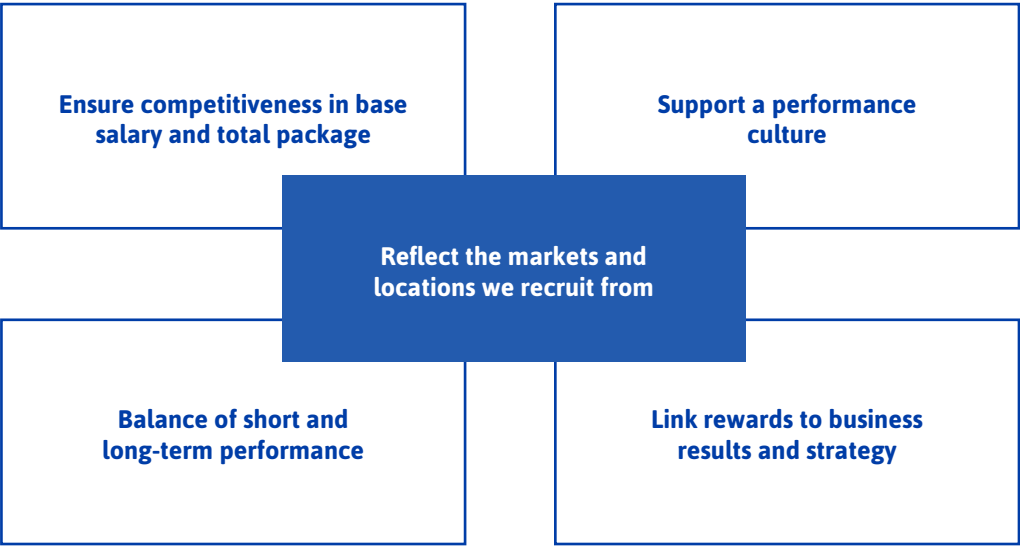 Ensure competitiveness in base
salary and total package
Support a performance
culture
Reflect the markets and
locations we recruit from
Balance of short and
long-term performance
Link rewards to business
results and strategy